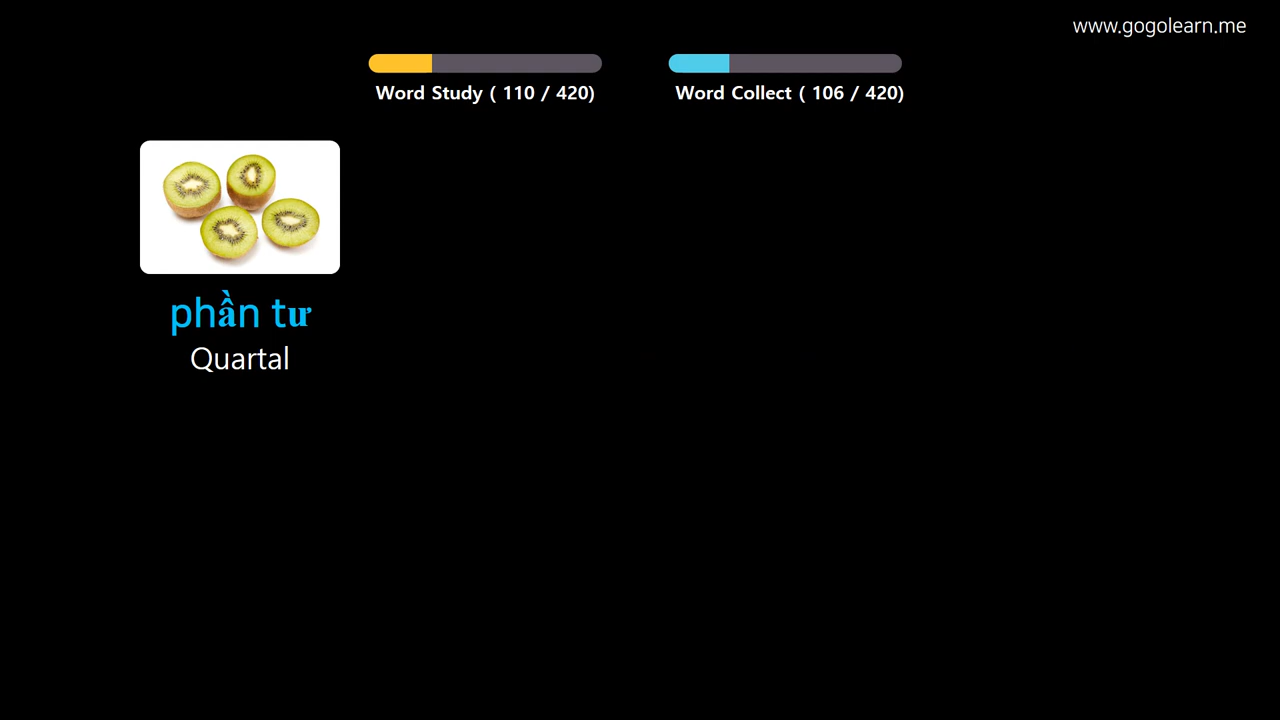 www.gogolearn.me
Word Study ( 110 / 420)
Word Collect ( 106 / 420)
phần tư
Quartal